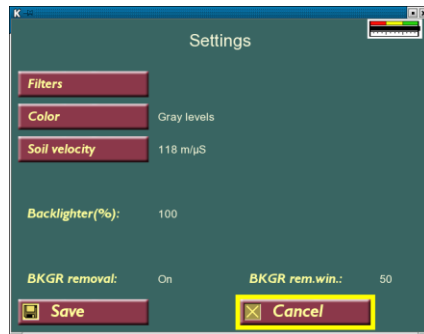 K
Settings
Filters
Color Gray levels
Soil velocity 118 m/µS
Backlighter(%): 100
BKGR removal: On BKGR rem.win.: 50
Save Cancel